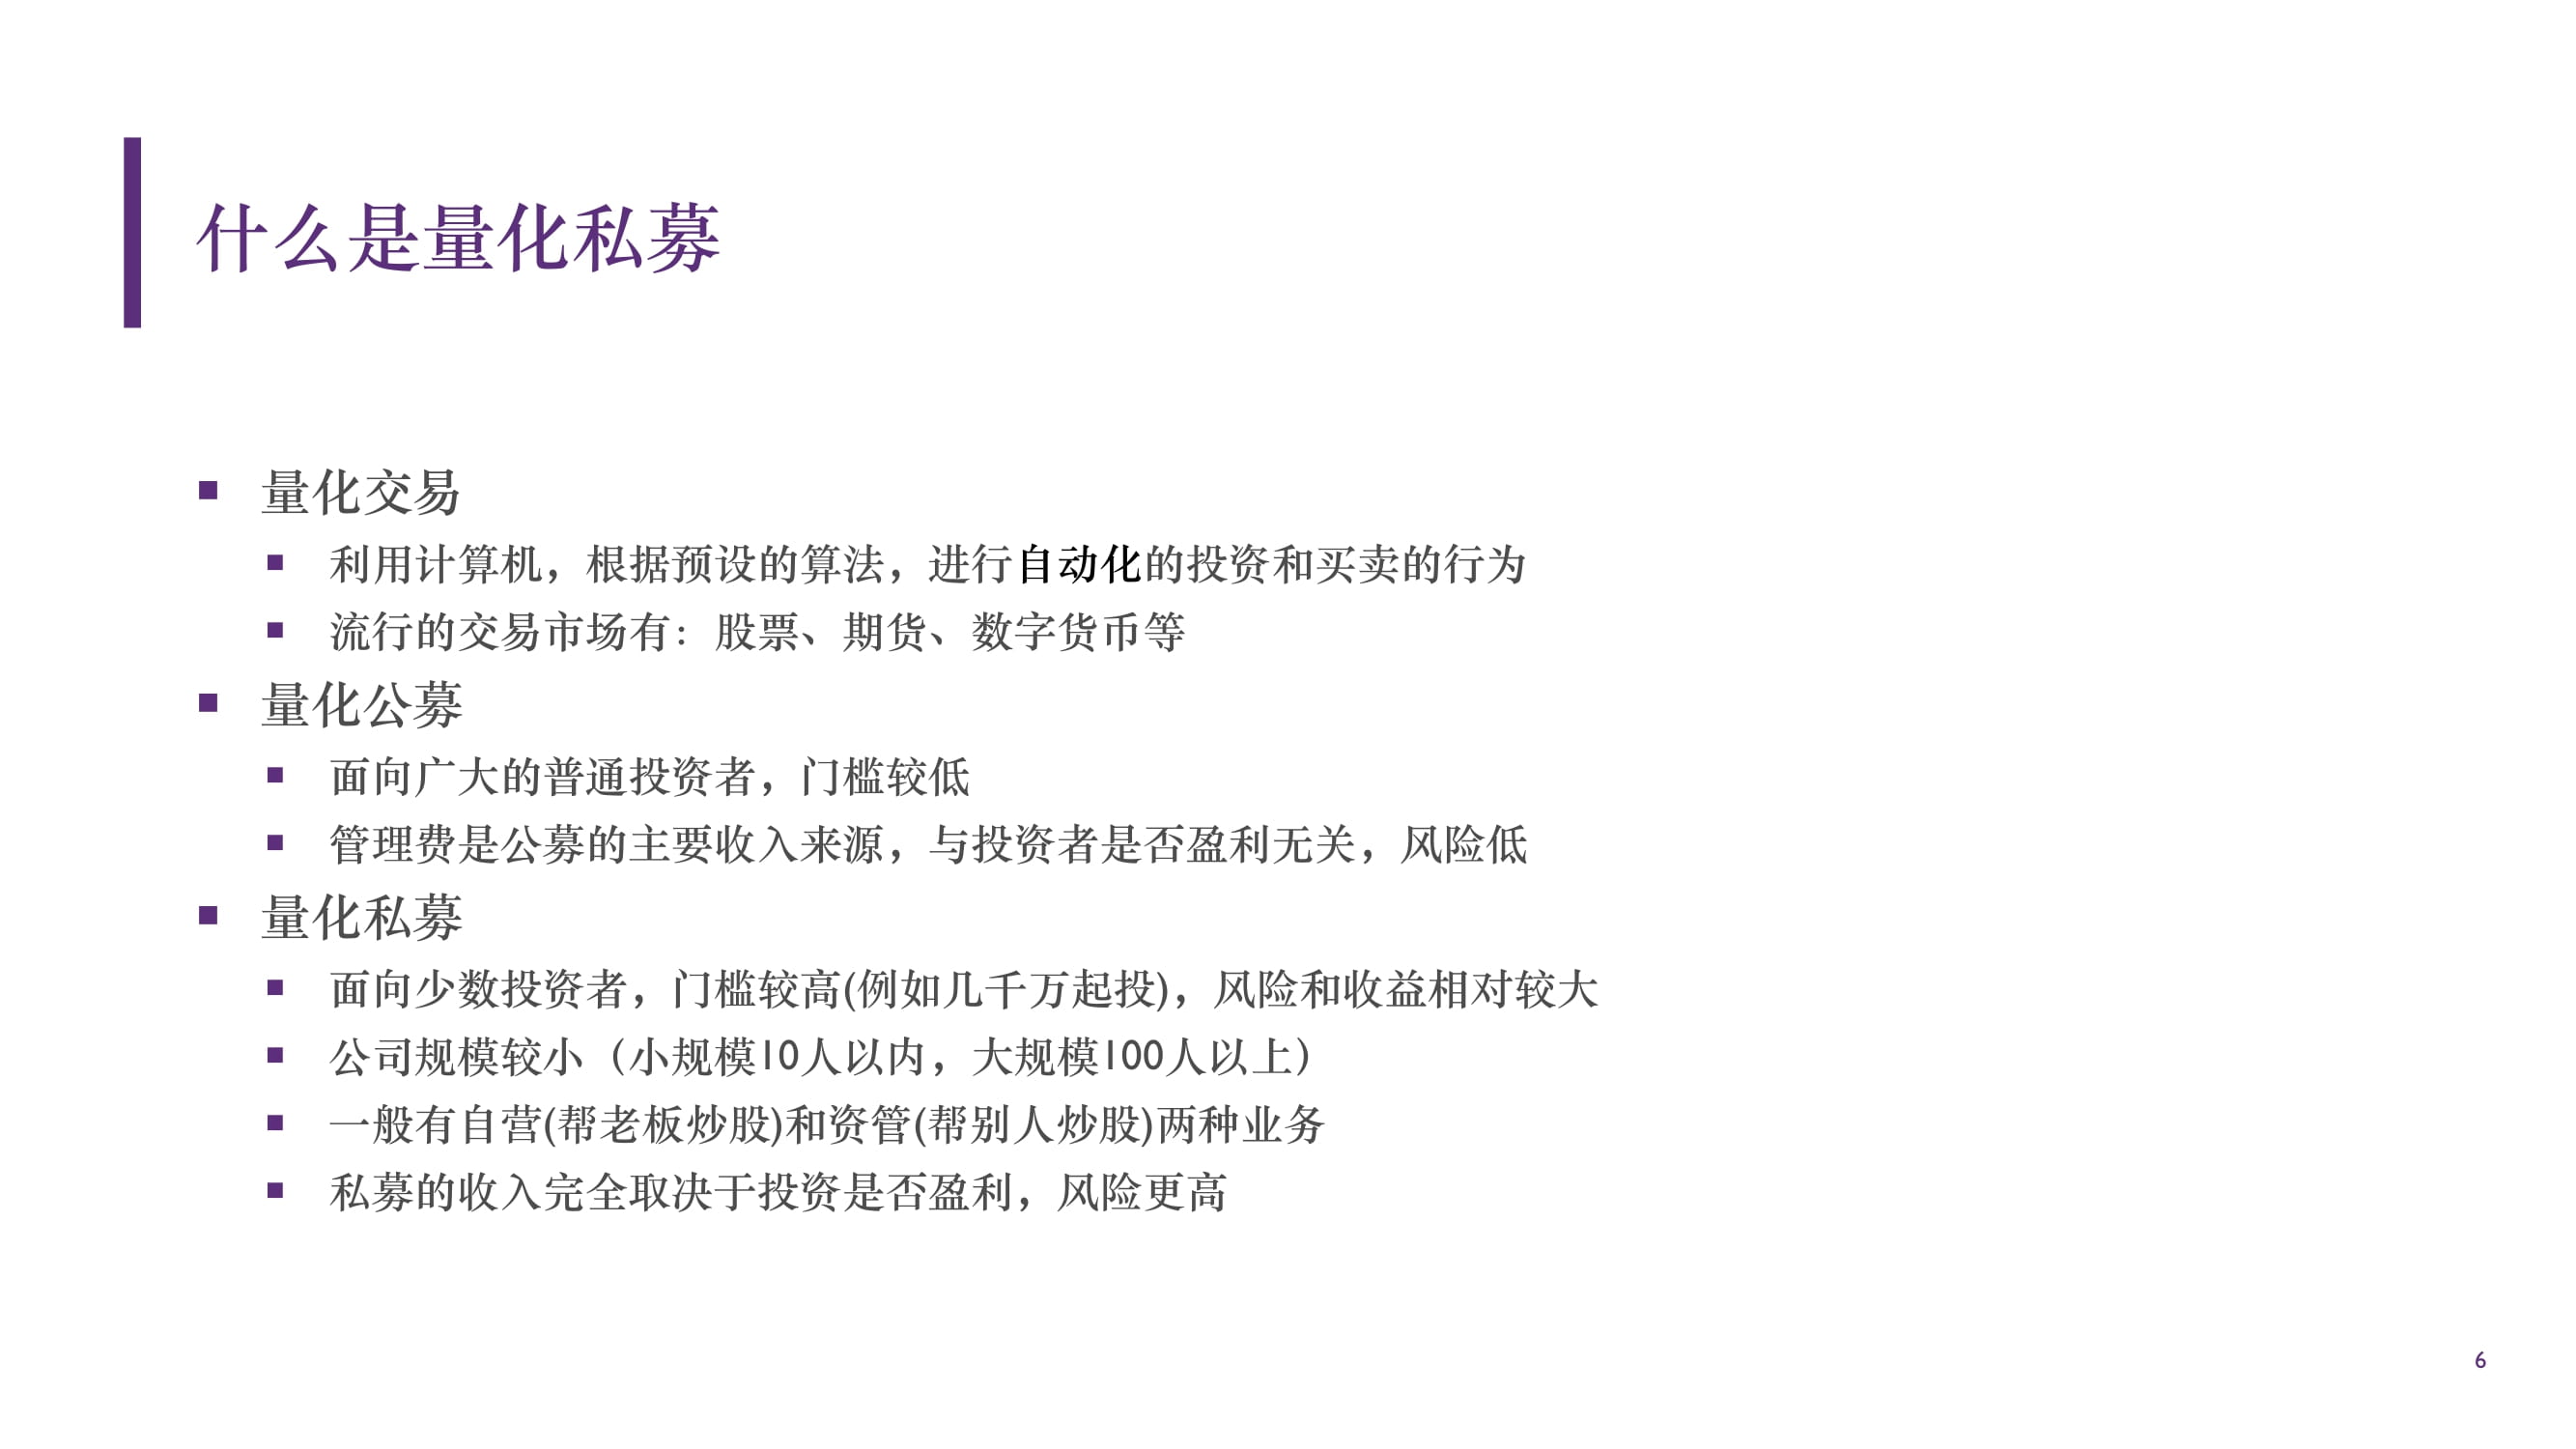 什么是量化私募
量化交易
利用计算机，根据预设的算法，进行自动化的投资和买卖的行为
流行的交易市场有：股票、期货、数字货币等
量化公募
面向广大的普通投资者，门槛较低
管理费是公募的主要收入来源，与投资者是否盈利无关，风险低
量化私募
面向少数投资者，门槛较高(例如几千万起投)，风险和收益相对较大
公司规模较小（小规模10人以内，大规模100人以上）
一般有自营(帮老板炒股)和资管(帮别人炒股)两种业务
私募的收入完全取决于投资是否盈利，风险更高
6